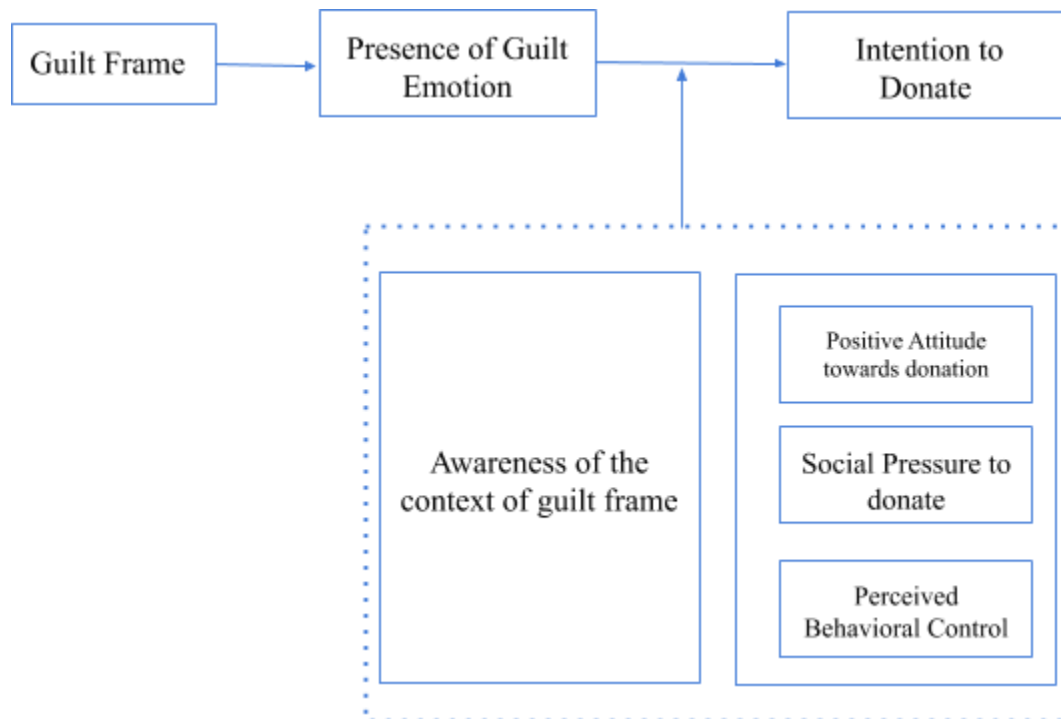 Guilt Frame
Presence of Guilt
Emotion
Intention to
Donate
Awareness of the
context of guilt frame
Positive Attitude
towards donation
Social Pressure to
donate
Perceived
Behavioral Control